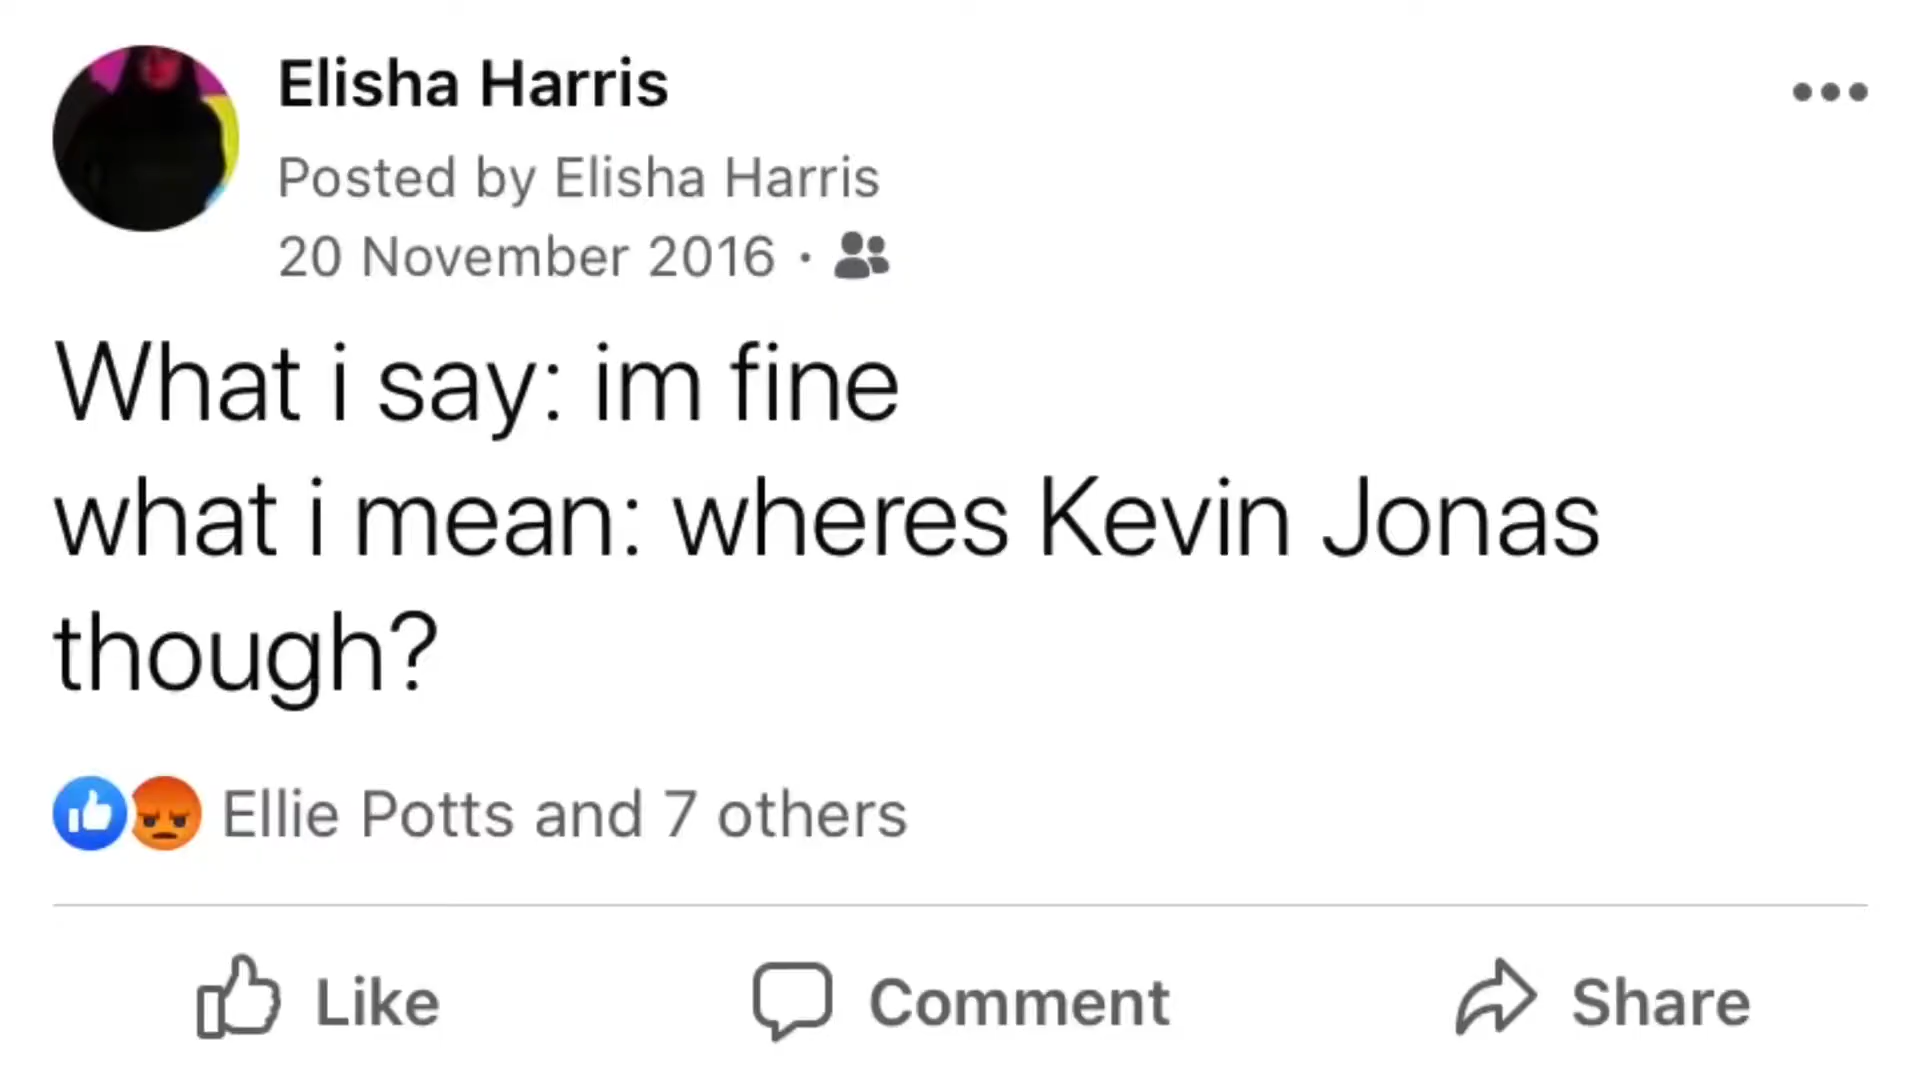 Elisha Harris
Posted by Elisha Harris
20 November 2016 ·
What i say: im fine
what i mean: wheres Kevin Jonas
though?
Ellie Potts and 7 others
Like Comment Share